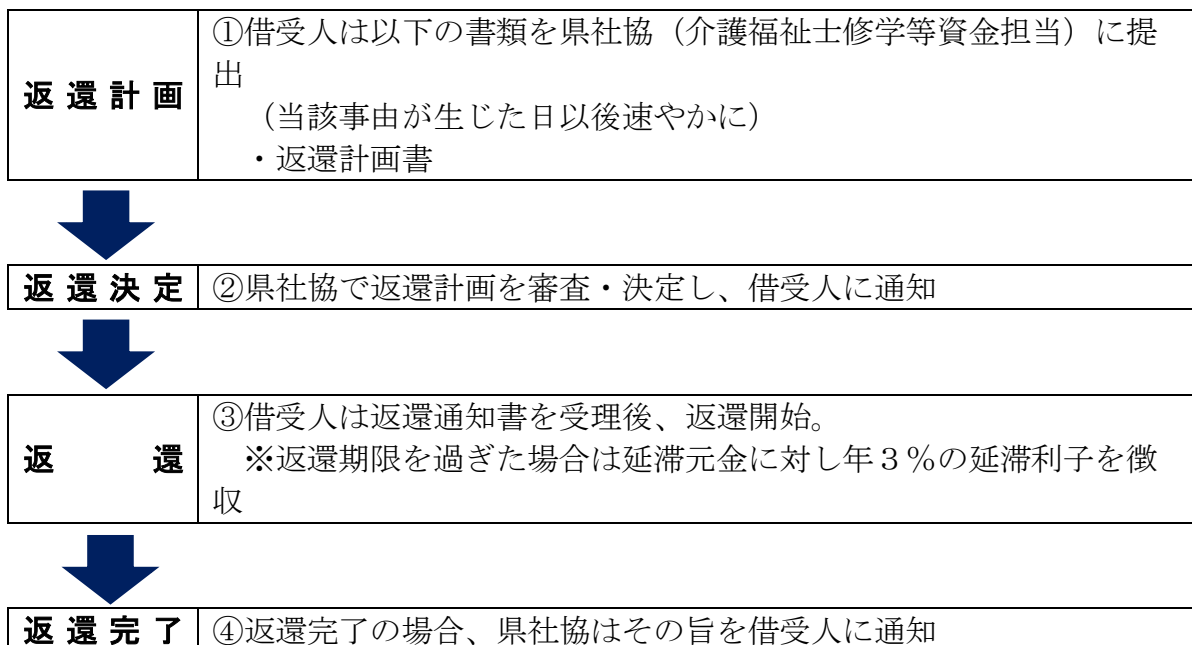 返還計画
①借受人は以下の書類を県社協（介護福祉士修学等資金担当）に提
出
（当該事由が生じた日以後速やかに）
・返還計画書
返還決定
②県社協で返還計画を審査・決定し、借受人に通知
返還
③借受人は返還通知書を受理後、返還開始。
※返還期限を過ぎた場合は延滞元金に対し年３％の延滞利子を徴
収
返還完了
④返還完了の場合、県社協はその旨を借受人に通知